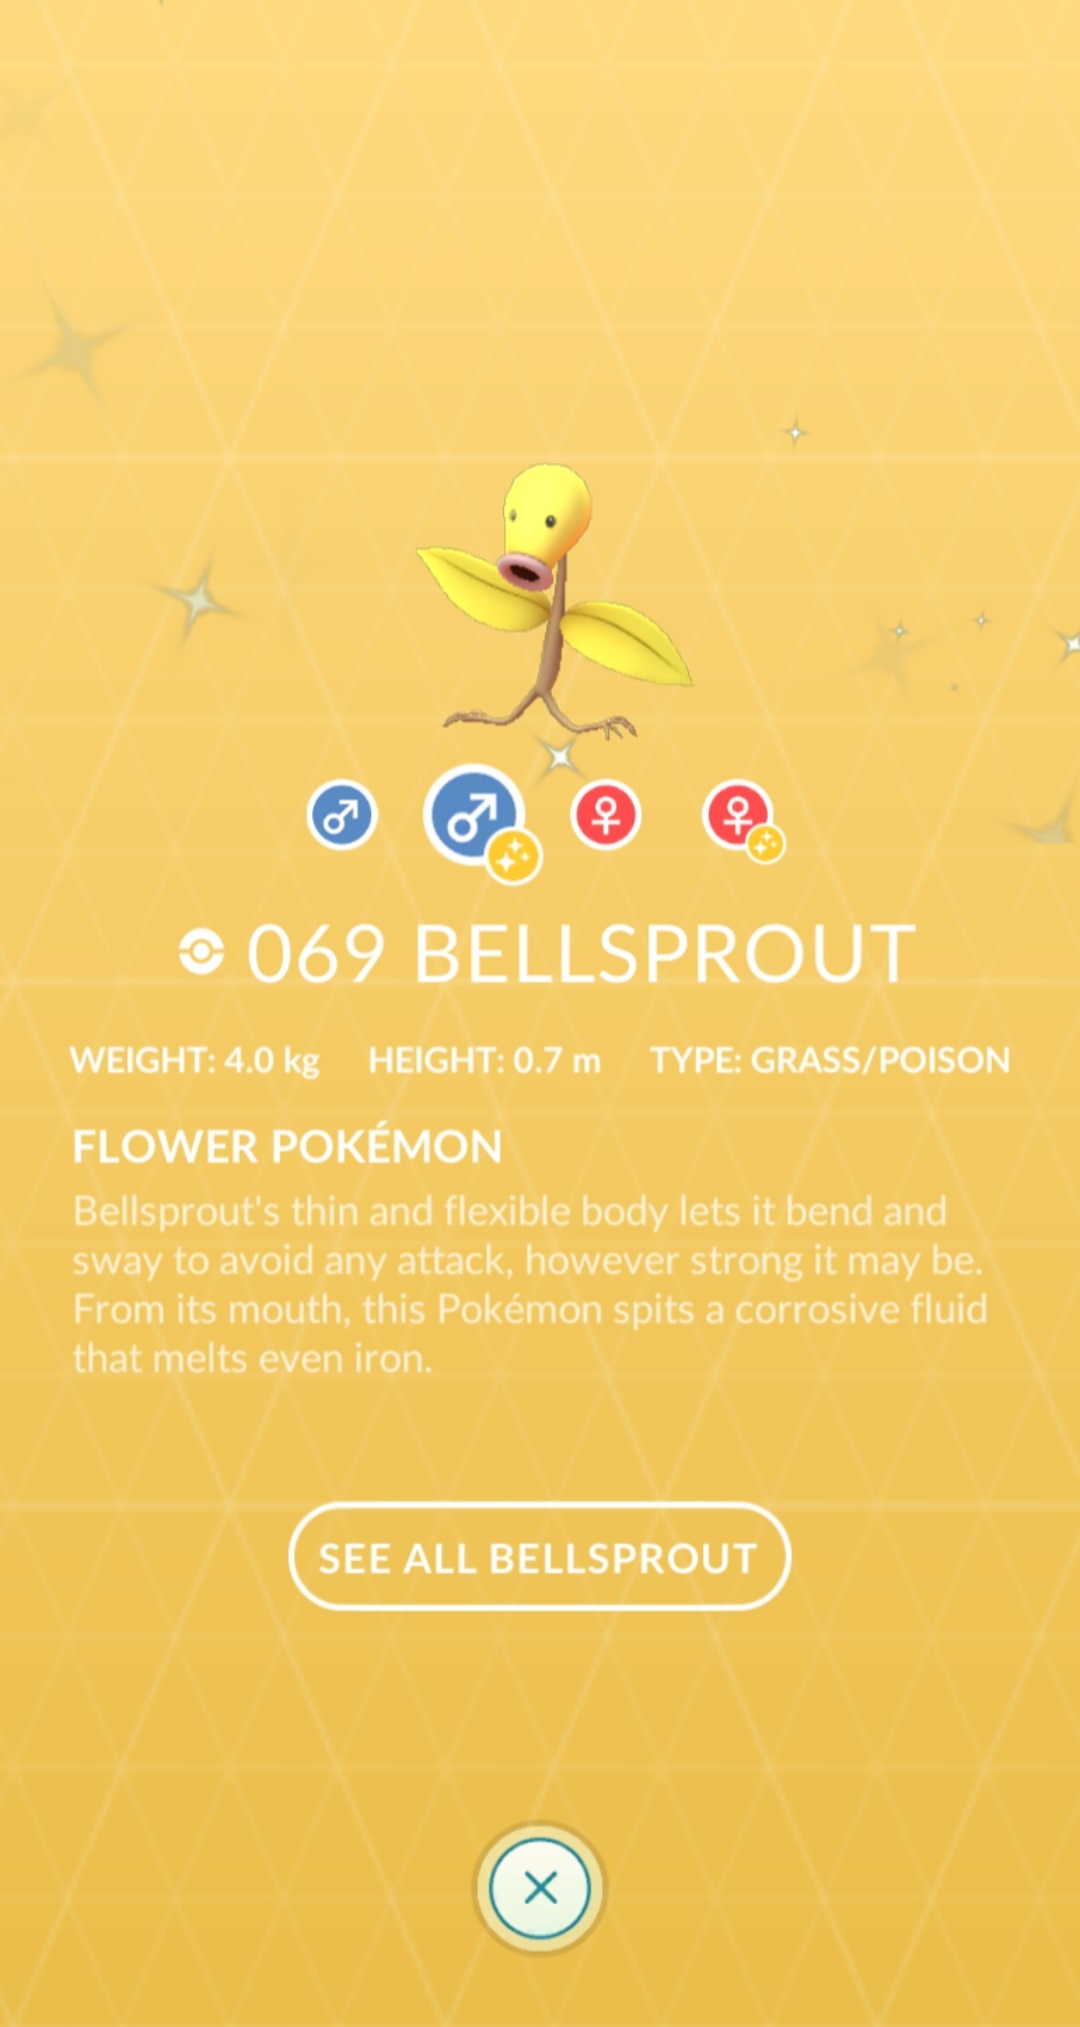 069 BELLSPROUT
WEIGHT: 4.0 kg HEIGHT: 0.7 m TYPE: GRASS/POISON
FLOWER POKÉMON
Bellsprout's thin and flexible body lets it bend and
sway to avoid any attack, however strong it may be.
From its mouth, this Pokémon spits a corrosive fluid
that melts even iron.
SEE ALL BELLSPROUT